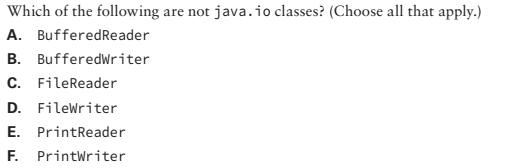 Which of the following are not java.io classes? (Choose all that apply.)
A. BufferedReader
B. BufferedWriter
C. FileReader
D. FileWriter
E. PrintReader
F. PrintWriter